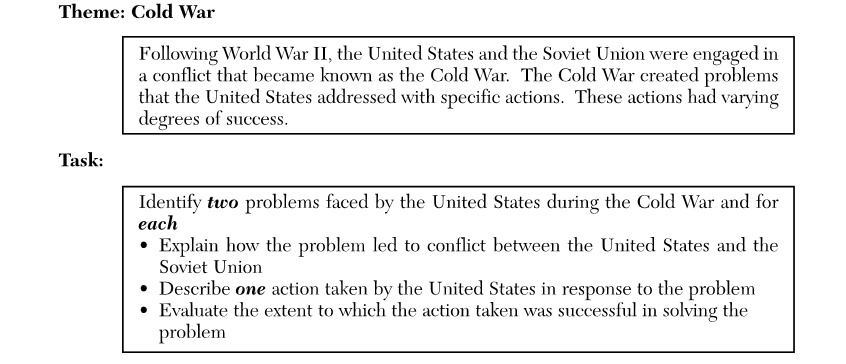 Theme: Cold War
Following World War II, the United States and the Soviet Union were engaged in
a conflict that became known as the Cold War. The Cold War created problems
that the United States addressed with specific actions. These actions had varying
degrees of success.
Task:
Identify two problems faced by the United States during the Cold War and for
each
• Explain how the problem led to conflict between the United States and the
Soviet Union
• Describe one action taken by the United States in response to the problem
• Evaluate the extent to which the action taken was successful in solving the
problem